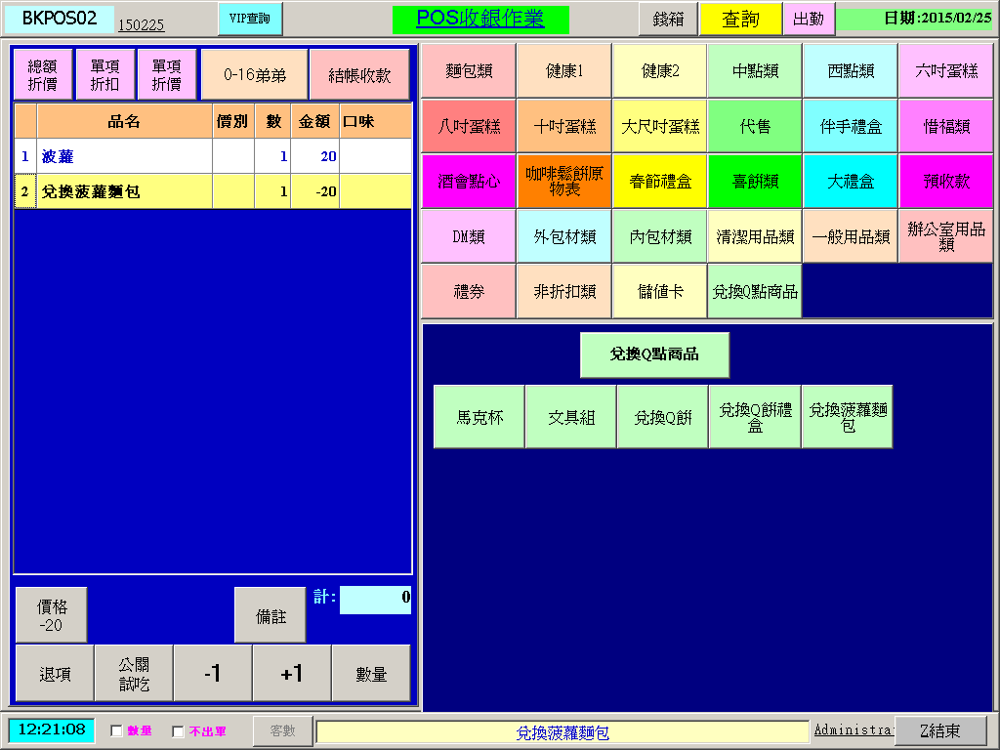 BKPOS02 150225 VIP查詢 POS收銀作業 錢箱 查詢 出勤 日期:2015/02/25
總額
折價
單項
折扣
單項
折價
0-16弟弟
結帳收款
品名 價別 數 金額 口味
1 波蘿 1 20
2 兌換菠蘿麵包 1 -20
麵包類 健康1 健康2 中點類 西點類 六吋蛋糕
八吋蛋糕 十吋蛋糕 大尺吋蛋糕 代售 伴手禮盒 惜福類
酒會點心
咖啡鬆餅原
物表
春節禮盒 喜餅類 大禮盒 預收款
DM類 外包材類 內包材類 清潔用品類 一般用品類
辦公室用品
類
禮券 非折扣類 儲值卡 兌換Q點商品
兌換Q點商品
馬克杯 文具組 兌換Q餅
兌換Q餅禮
盒
兌換菠蘿麵
包
價格
-20
備註
計: 0
退項
公關
試吃
-1 +1 數量
12:21:08 數量 不出單 客數 兌換菠蘿麵包 Administra Z結束